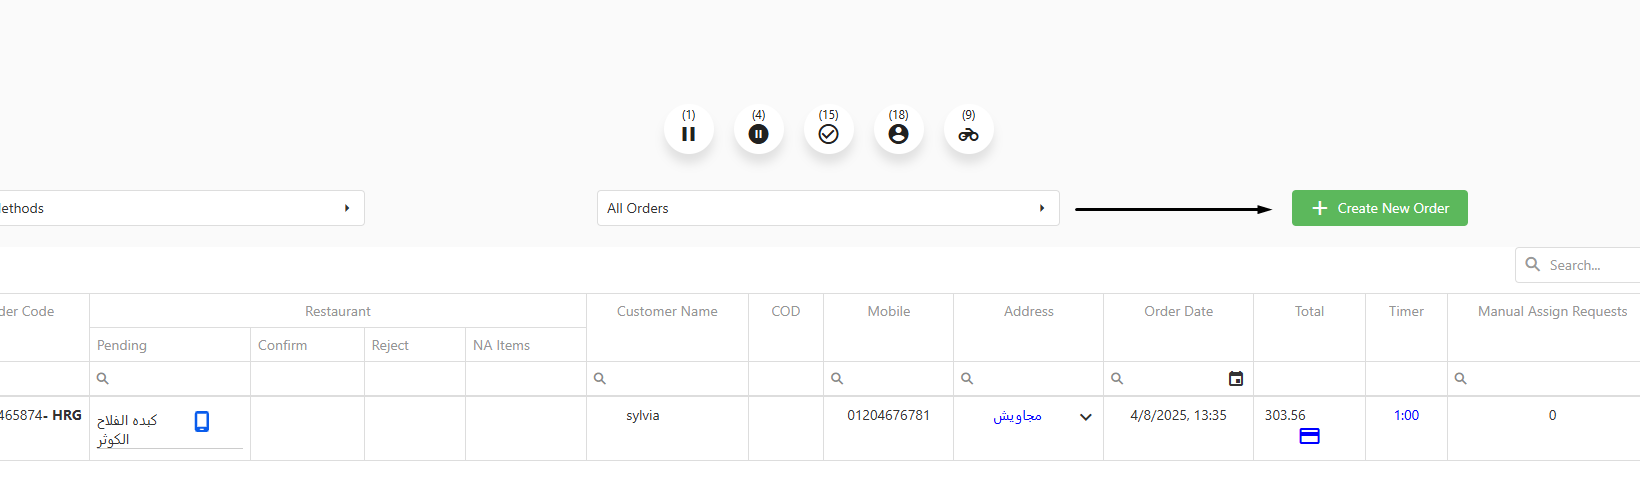 (1)
(4)
(15)
(18)
(9)
lethods
All Orders
Create New Order
Search...
der Code
Restaurant
Customer Name
COD
Mobile
Address
Order Date
Total
Timer
Manual Assign Requests
Pending
Confirm
Reject
NA Items
465874- HRG
كبده الفلاح
الكوثر
sylvia
01204676781
مجاويش
4/8/2025, 13:35
303.56
1:00
0